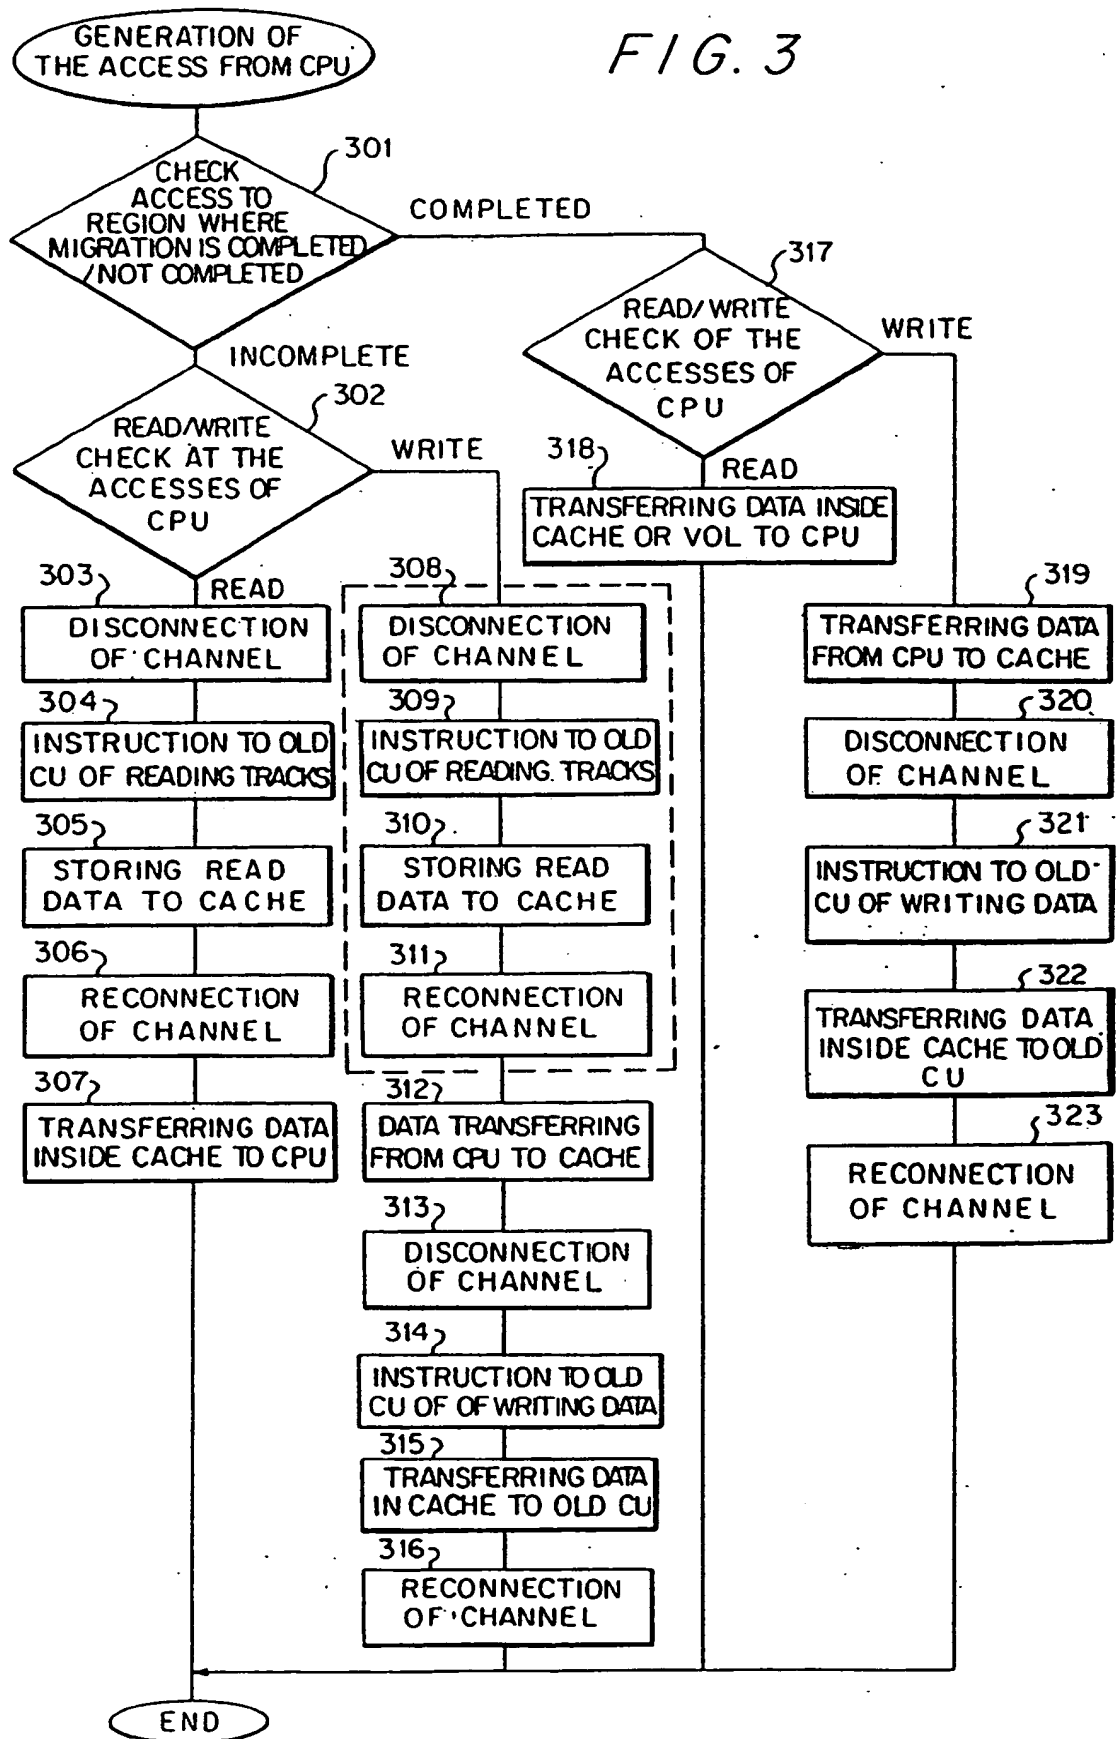 GENERATION OF
THE ACCESS FROM CPU
FIG. 3
301
CHECK
ACCESS TO
REGION WHERE
MIGRATION IS COMPLETED
/NOT COMPLETED
COMPLETED
INCOMPLETE
302
READ/WRITE
CHECK AT THE
ACCESSES OF
CPU
WRITE
READ
303
DISCONNECTION
OF CHANNEL
304
INSTRUCTION TO OLD
CU OF READING TRACKS
305
STORING READ
DATA TO CACHE
306
RECONNECTION
OF CHANNEL
307
TRANSFERRING DATA
INSIDE CACHE TO CPU
308
DISCONNECTION
OF CHANNEL
309
INSTRUCTION TO OLD
CU OF READING TRACKS
310
STORING READ
DATA TO CACHE
311
RECONNECTION
OF CHANNEL
312
DATA TRANSFERRING
FROM CPU TO CACHE
313
DISCONNECTION
OF CHANNEL
314
INSTRUCTION TO OLD
CU OF OF WRITING DATA
315
TRANSFERRING DATA
IN CACHE TO OLD CU
316
RECONNECTION
OF CHANNEL
317
READ/WRITE
CHECK OF THE
ACCESSES OF
CPU
WRITE
READ
318
TRANSFERRING DATA INSIDE
CACHE OR VOL TO CPU
319
TRANSFERRING DATA
FROM CPU TO CACHE
320
DISCONNECTION
OF CHANNEL
321
INSTRUCTION TO OLD
CU OF WRITING DATA
322
TRANSFERRING DATA
INSIDE CACHE TO OLD
CU
323
RECONNECTION
OF CHANNEL
END